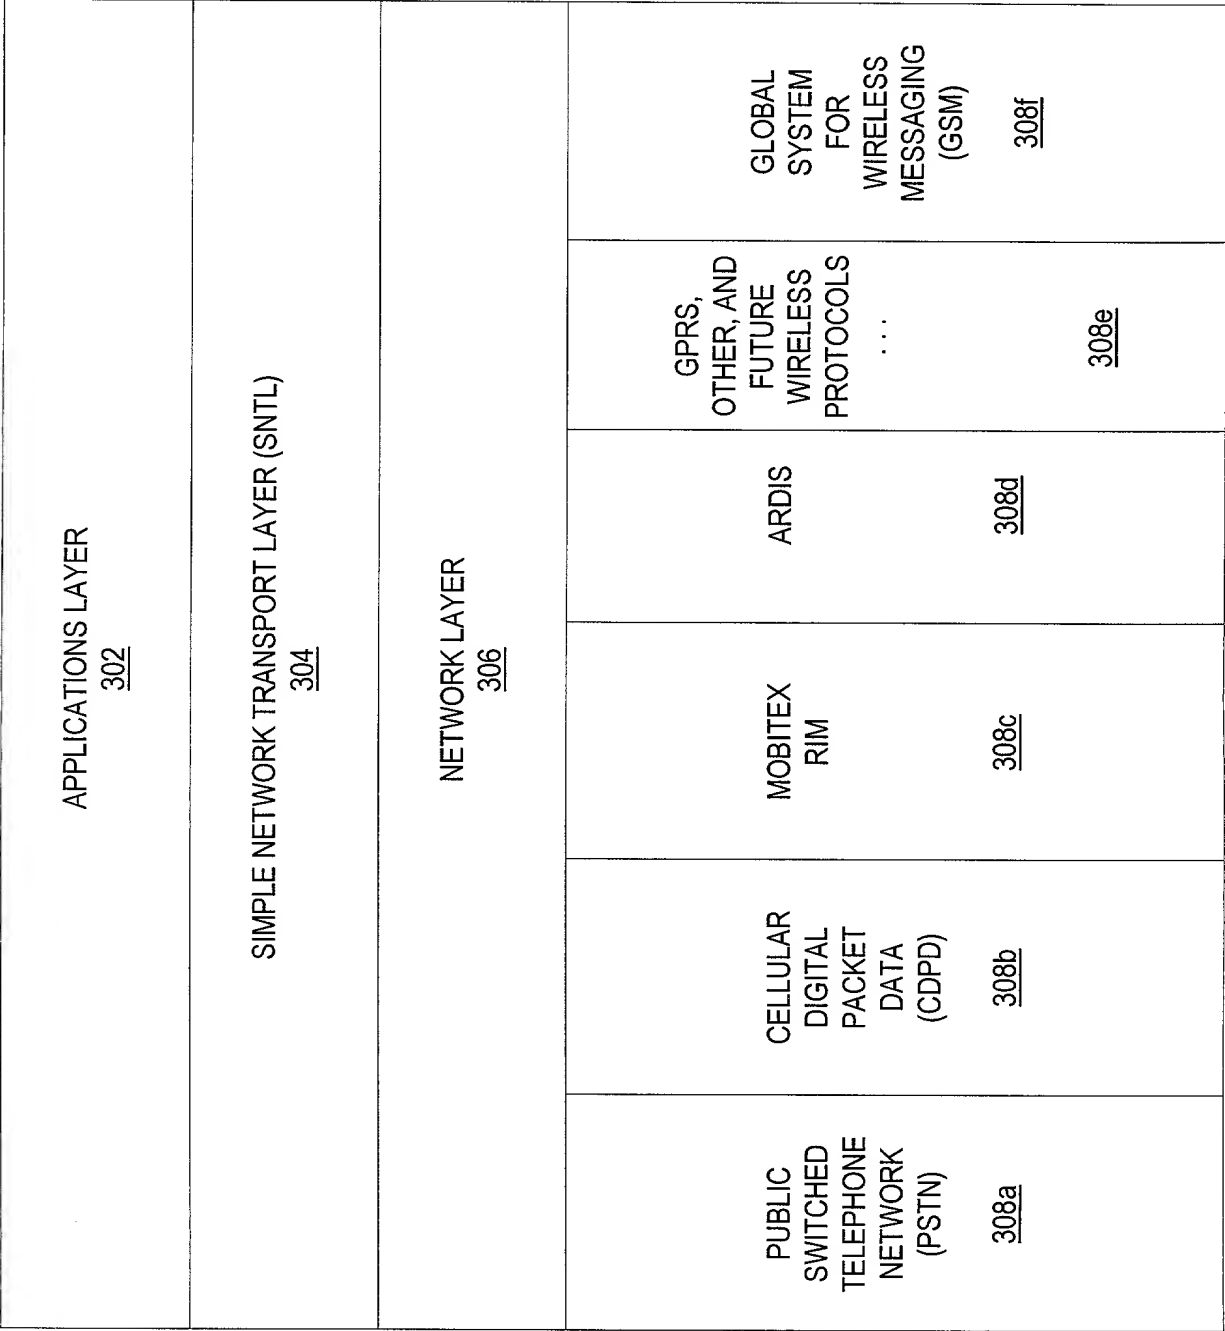 APPLICATIONS LAYER
302
SIMPLE NETWORK TRANSPORT LAYER (SNTL)
304
NETWORK LAYER
306
PUBLIC
SWITCHED
TELEPHONE
NETWORK
(PSTN)
308a
CELLULAR
DIGITAL
PACKET
DATA
(CDPD)
308b
MOBITEX
RIM
308c
ARDIS
308d
GPRS,
OTHER, AND
FUTURE
WIRELESS
PROTOCOLS
...
308e
GLOBAL
SYSTEM
FOR
WIRELESS
MESSAGING
(GSM)
308f